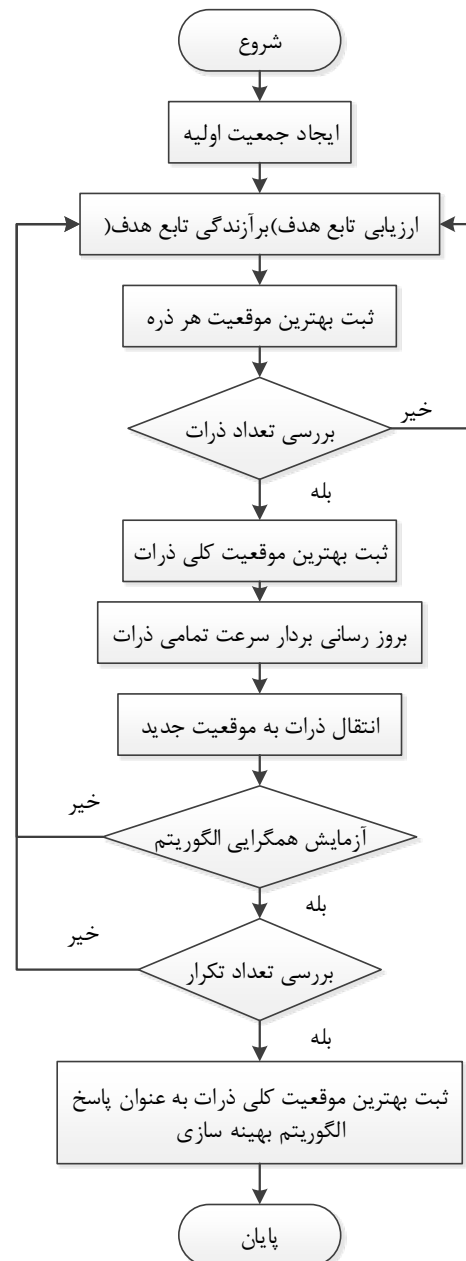 شروع
ایجاد جمعیت اولیه
ارزیابی تابع هدف)برآزندگی تابع هدف(
ثبت بهترین موقعیت هر ذره
بررسی تعداد ذرات
خیر
بله
ثبت بهترین موقعیت کلی ذرات
بروز رسانی بردار سرعت تمامی ذرات
انتقال ذرات به موقعیت جدید
خیر
آزمایش همگرایی الگوریتم
بله
خیر
بررسی تعداد تکرار
بله
ثبت بهترین موقعیت کلی ذرات به عنوان پاسخ
الگوریتم بهینه سازی
پایان